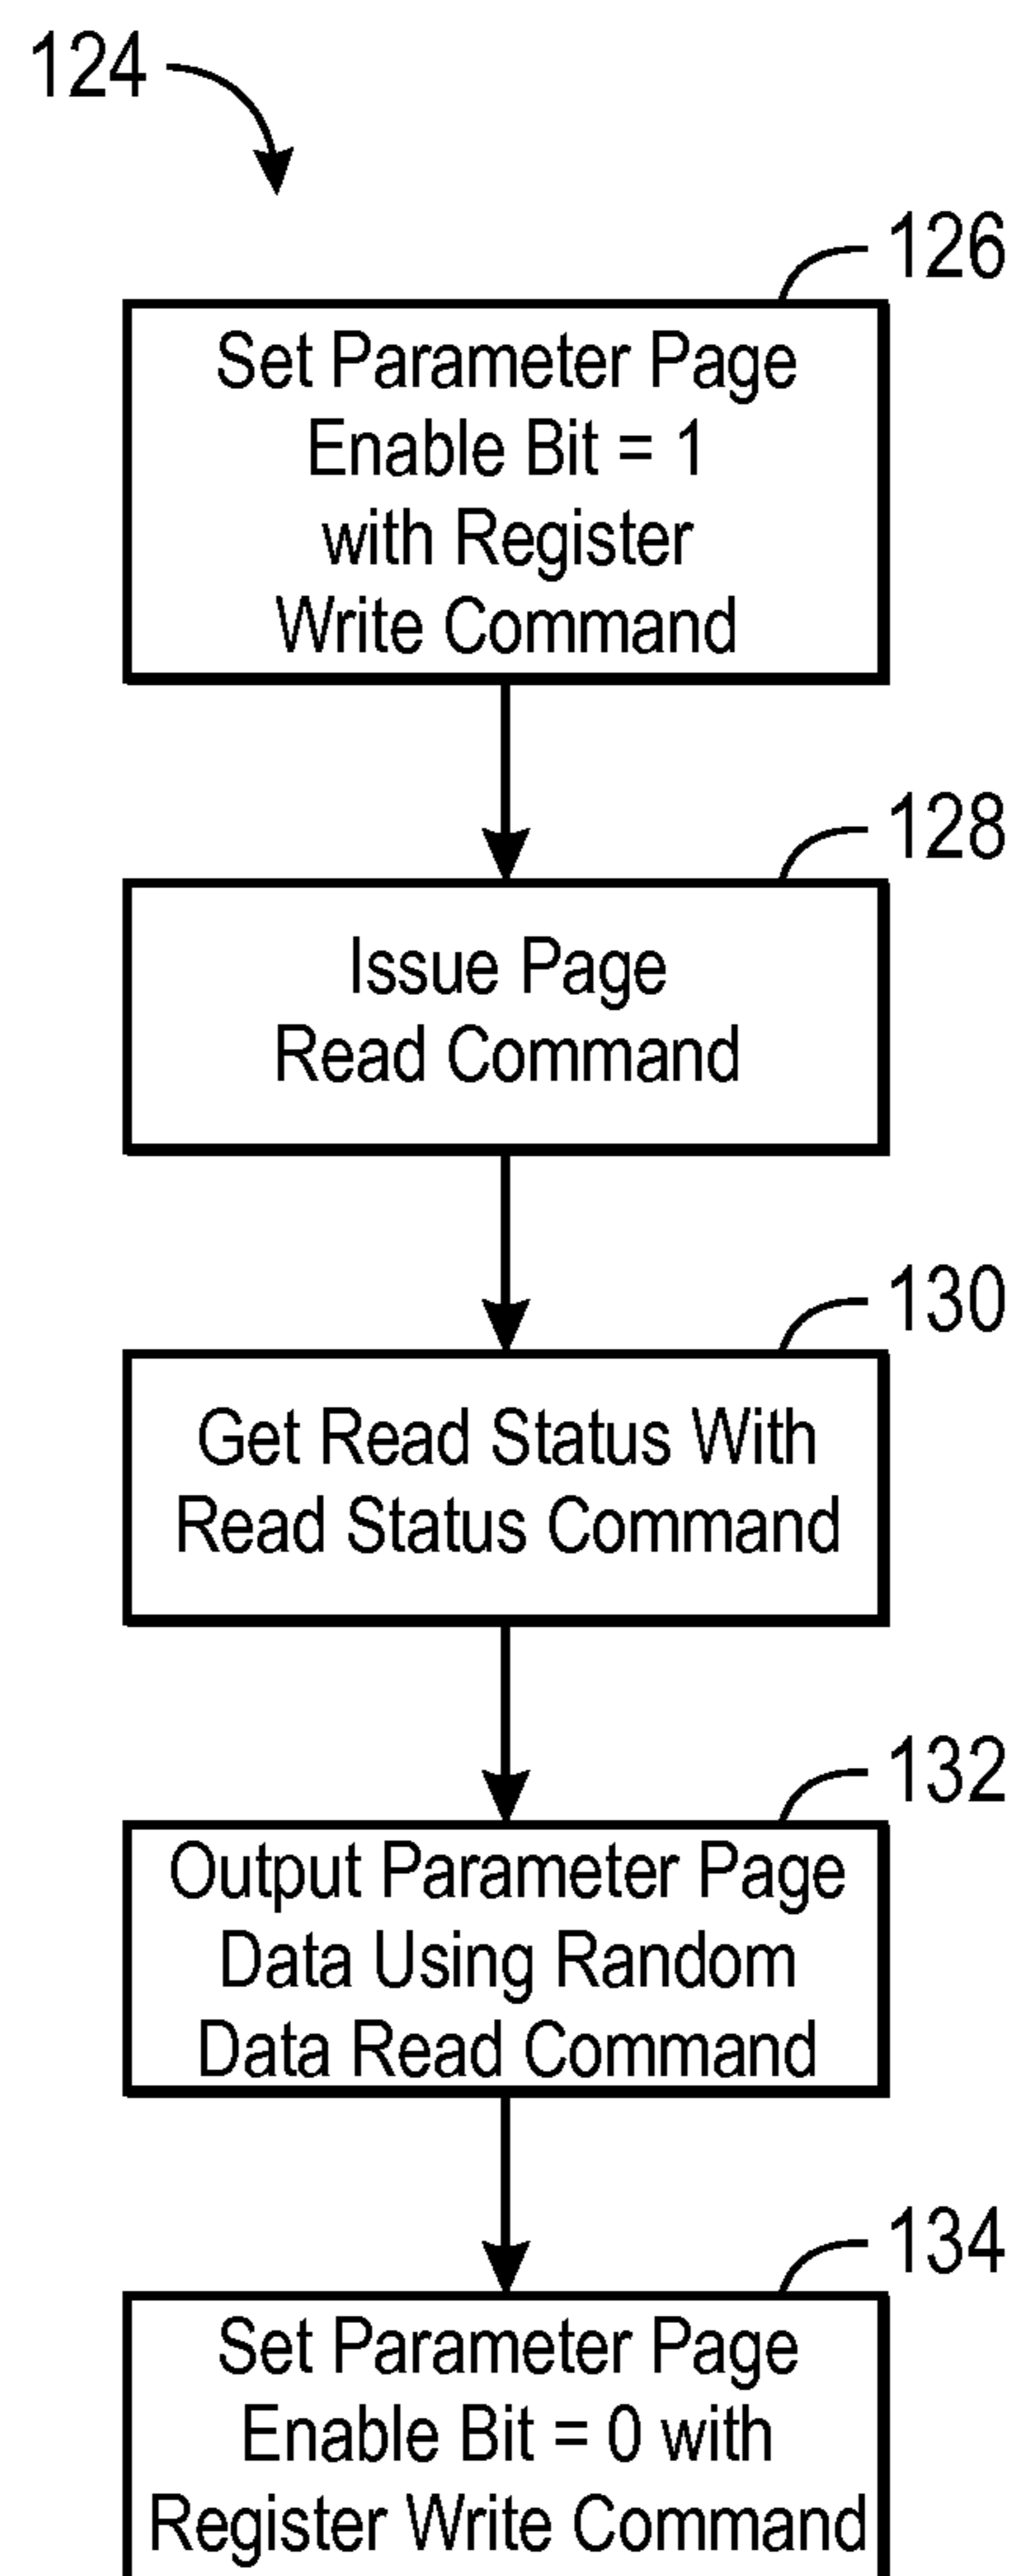 124
126
Set Parameter Page
Enable Bit = 1
with Register
Write Command
128
Issue Page
Read Command
130
Get Read Status With
Read Status Command
132
Output Parameter Page
Data Using Random
Data Read Command
134
Set Parameter Page
Enable Bit = 0 with
Register Write Command